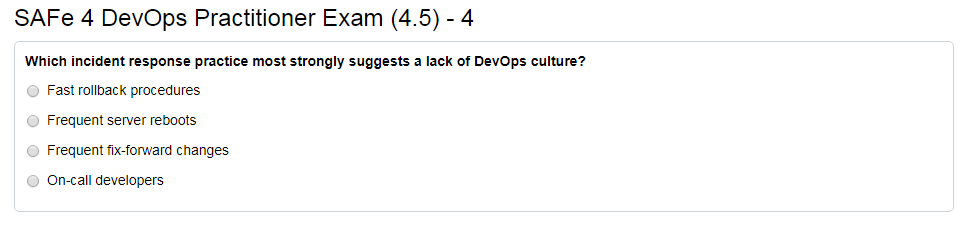 SAFe 4 DevOps Practitioner Exam (4.5) - 4
Which incident response practice most strongly suggests a lack of DevOps culture?
Fast rollback procedures
Frequent server reboots
Frequent fix-forward changes
On-call developers